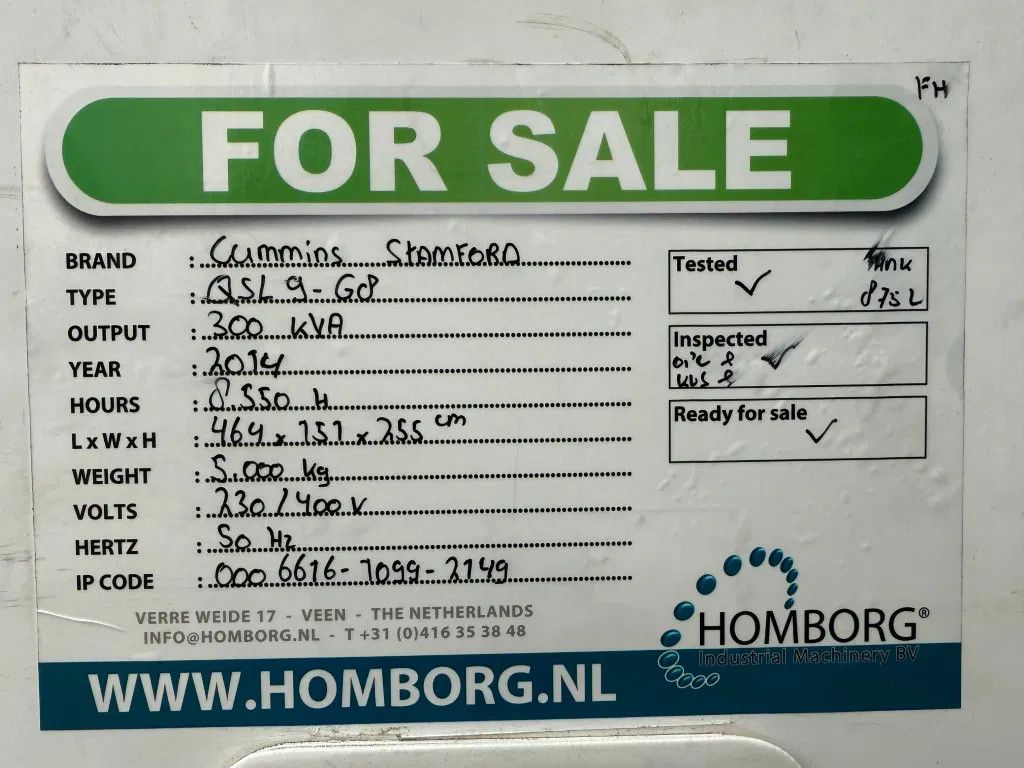 FH
FOR SALE
BRAND : Cummins STAMFORD
TYPE : QSL 9-G8
OUTPUT : 300 kVA
YEAR : 2014
HOURS : 8.550 H
L x W x H : 464 x 151 x 255 cm
WEIGHT : 5.000 kg
VOLTS : 230/400 V
HERTZ : 50 Hz
IP CODE : 000 6616-1099-2149
Tested ✓ TANK
875 L
Inspected ✓
Ready for sale ✓
VERRE WEIDE 17 - VEEN - THE NETHERLANDS
INFO@HOMBORG.NL - T +31 (0)416 35 38 48
HOMBORG®
Industrial Machinery BV
WWW.HOMBORG.NL